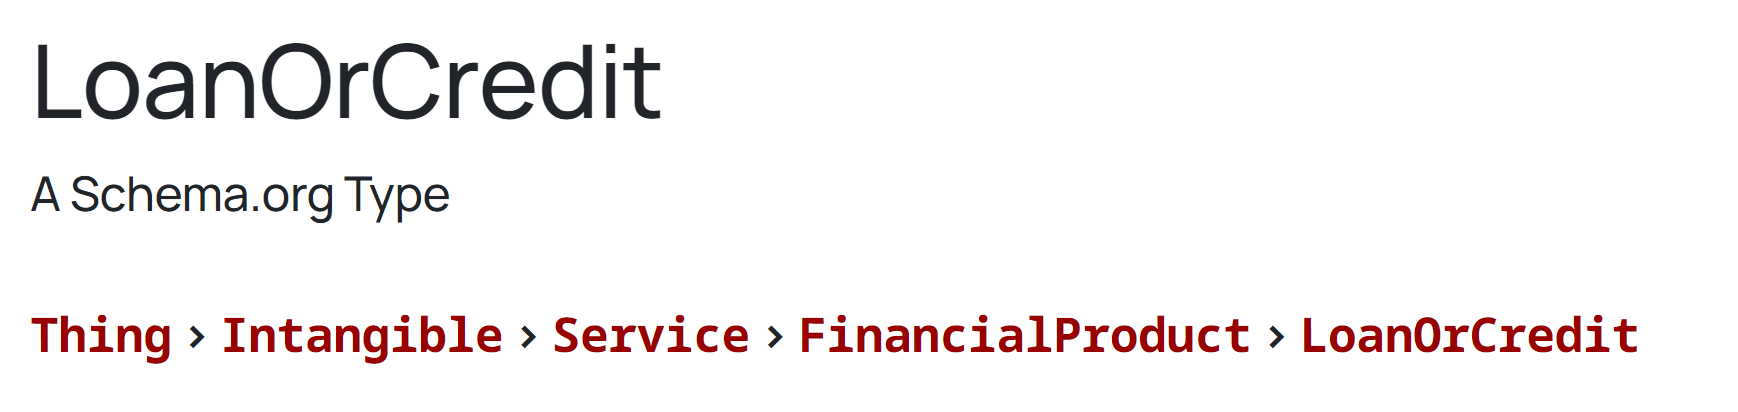 LoanOrCredit
A Schema.org Type
Thing › Intangible › Service › FinancialProduct › LoanOrCredit